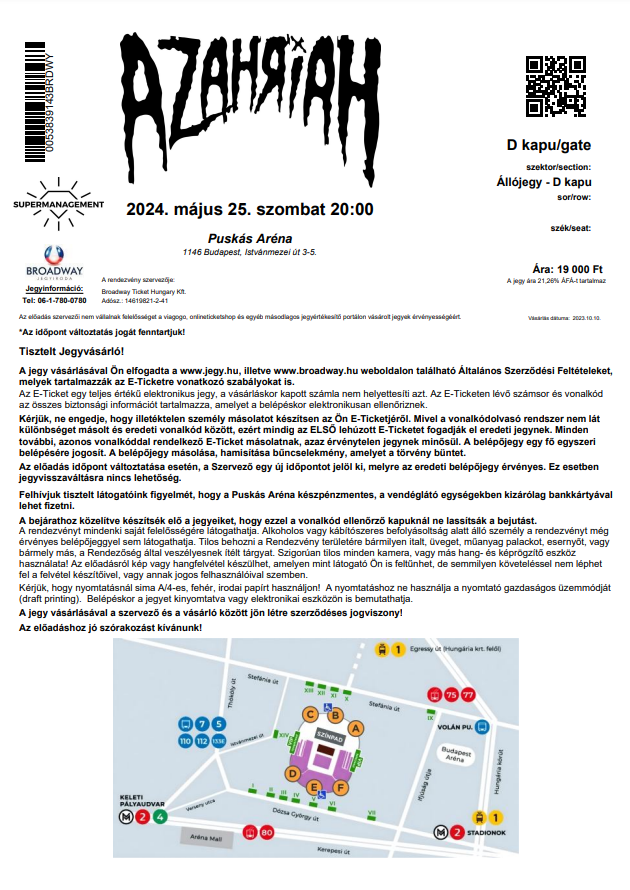 AZAHRiAH
0053839143BRDWY
D kapu/gate
szektor/section:
Állójegy - D kapu
sor/row:
szék/seat:
SUPERMANAGEMENT
2024. május 25. szombat 20:00
Puskás Aréna
1146 Budapest, Istvánmezei út 3-5.
BROADWAY
JEGYIRODA
Jegyinformáció:
Tel: 06-1-780-0780
A rendezvény szervezője:
Broadway Ticket Hungary Kft.
Adósz.: 14619821-2-41
Ára: 19 000 Ft
A jegy ára 21,26% ÁFÁ-t tartalmaz
Az előadás szervezői nem vállalnak felelősséget a viagogo, onlineticketshop és egyéb másodlagos jegyértékesítő portálon vásárolt jegyek érvényességéért.
Vásárlás dátuma: 2023.10.10.
*Az időpont változtatás jogát fenntartjuk!
Tisztelt Jegyvásárló!
A jegy vásárlásával Ön elfogadta a www.jegy.hu, illetve www.broadway.hu weboldalon található Általános Szerződési Feltételeket,
melyek tartalmazzák az E-Ticketre vonatkozó szabályokat is.
Az E-Ticket egy teljes értékű elektronikus jegy, a vásárláskor kapott számla nem helyettesíti azt. Az E-Ticketen lévő számsor és vonalkód
az összes biztonsági információt tartalmazza, amelyet a belépéskor elektronikusan ellenőriznek.
Kérjük, ne engedje, hogy illetéktelen személy másolatot készítsen az Ön E-Ticketjéről. Mivel a vonalkódolvasó rendszer nem lát
különbséget másolt és eredeti vonalkód között, ezért mindig az ELSŐ lehúzott E-Ticketet fogadják el eredeti jegynek. Minden
további, azonos vonalkóddal rendelkező E-Ticket másolatnak, azaz érvénytelen jegynek minősül. A belépőjegy egy fő egyszeri
belépésére jogosít. A belépőjegy másolása, hamisítása bűncselekmény, amelyet a törvény büntet.
Az előadás időpont változtatása esetén, a Szervező egy új időpontot jelöl ki, melyre az eredeti belépőjegy érvényes. Ez esetben
jegyvisszaváltásra nincs lehetőség.
Felhívjuk tisztelt látogatóink figyelmét, hogy a Puskás Aréna készpénzmentes, a vendéglátó egységekben kizárólag bankkártyával
lehet fizetni.
A bejárathoz közelítve készítsék elő a jegyeiket, hogy ezzel a vonalkód ellenőrző kapuknál ne lassítsák a bejutást.
A rendezvényt mindenki saját felelősségére látogathatja. Alkoholos vagy kábítószeres befolyásoltság alatt álló személy a rendezvényt még
érvényes belépőjeggyel sem látogathatja. Tilos behozni a Rendezvény területére bármilyen italt, üveget, műanyag palackot, esernyőt, vagy
bármely más, a Rendezőség által veszélyesnek ítélt tárgyat. Szigorúan tilos minden kamera, vagy más hang- és képrögzítő eszköz
használata! Az előadásról kép vagy hangfelvétel készülhet, amelyen mint látogató Ön is feltűnhet, de semmilyen követeléssel nem léphet
fel a felvétel készítőivel, vagy annak jogos felhasználóival szemben.
Kérjük, hogy nyomtatásnál sima A/4-es, fehér, irodai papírt használjon! A nyomtatáshoz ne használja a nyomtató gazdaságos üzemmódját
(draft printing). Belépéskor a jegyet kinyomtatva vagy elektronikai eszközön is bemutathatja.
A jegy vásárlásával a szervező és a vásárló között jön létre szerződéses jogviszony!
Az előadáshoz jó szórakozást kívánunk!
1 Egressy út (Hungária krt. felől)
Thököly út
Stefánia út
XIII XII XI X
Stefánia út
75 77
IX
C B A
SZÍNPAD
VOLÁN PU.
7 5
110 112 133E
Istvánmezei út
XIV
Budapest
Aréna
Ifjúság útja
Hungária körút
D E F
I II III IV V VI VII
KELETI
PÁLYAUDVAR
M 2 4
Verseny utca
Dózsa György út
1
M 2 STADIONOK
Aréna Mall
80
Kerepesi út